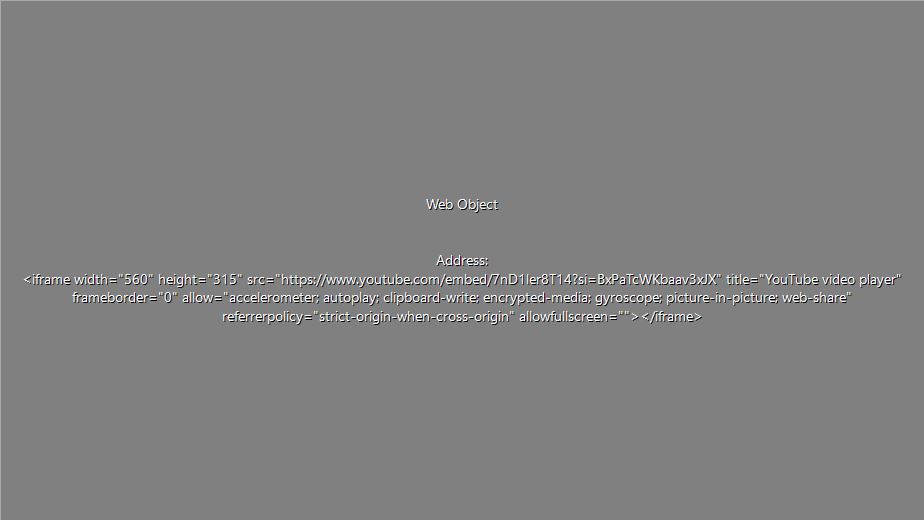 Web Object
Address:
<iframe width="560" height="315" src="https://www.youtube.com/embed/7nD1ler8T14?si=BxPaTcWKbaav3xJX" title="YouTube video player"
frameborder="0" allow="accelerometer; autoplay; clipboard-write; encrypted-media; gyroscope; picture-in-picture; web-share"
referrerpolicy="strict-origin-when-cross-origin" allowfullscreen=""></iframe>